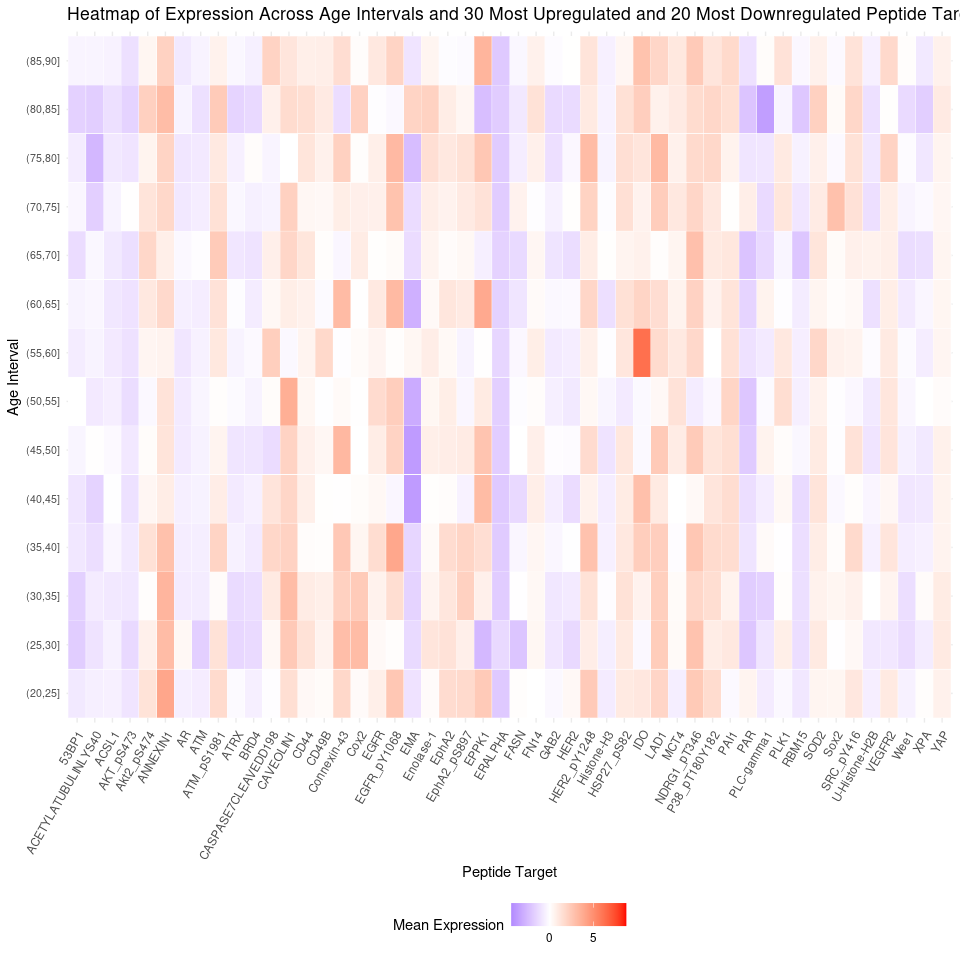 Heatmap of Expression Across Age Intervals and 30 Most Upregulated and 20 Most Downregulated Peptide Tar
Age Interval
(85,90]
(80,85]
(75,80]
(70,75]
(65,70]
(60,65]
(55,60]
(50,55]
(45,50]
(40,45]
(35,40]
(30,35]
(25,30]
(20,25]
53BP1
ACETYLATUBULINLYS40
ACSL1
AKT_pS473
Akt2_pS474
ANNEXIN1
AR
ATM
ATM_pS1981
ATRX
BRD4
CASPASE7CLEAVEDD198
CAVEOLIN1
CD44
CD49B
Connexin-43
Cox2
EGFR
EGFR_pY1068
EMA
Enolase-1
EphA2
EphA2_pS897
EPPK1
ERALPHA
FASN
FN14
GAB2
HER2
HER2_pY1248
Histone-H3
HSP27_pS82
IDO
LAD1
MCT4
NDRG1_pT346
P38_pT180Y182
PAI1
PAR
PLC-gamma1
PLK1
RBM15
SOD2
Sox2
SRC_pY416
U-Histone-H2B
VEGFR2
Wee1
XPA
YAP
Peptide Target
Mean Expression
0 5